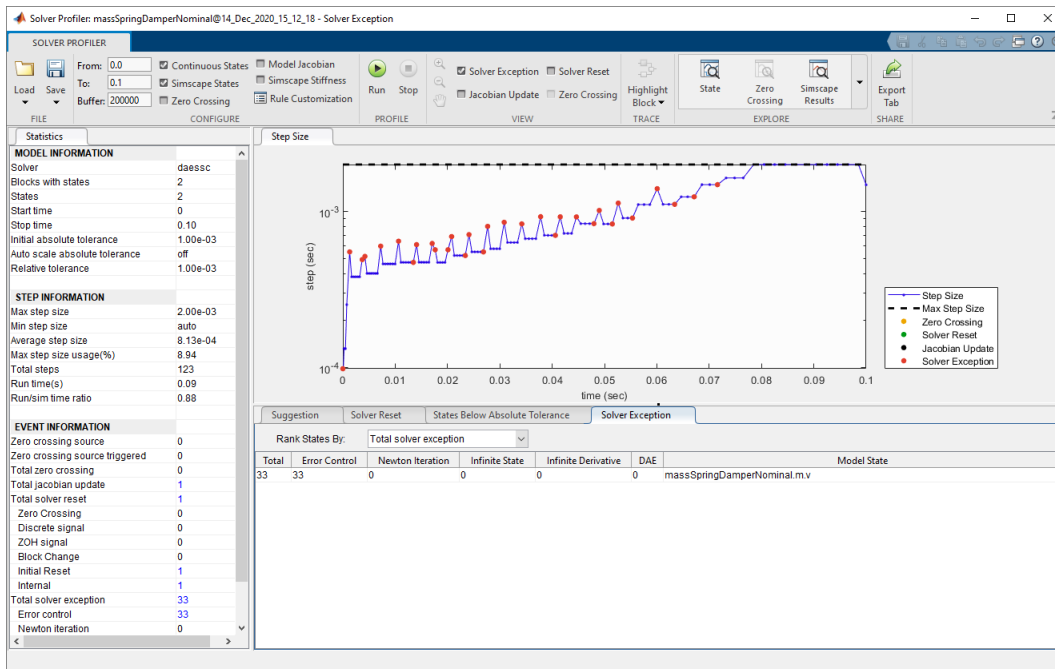 Solver Profiler: massSpringDamperNominal@14_Dec_2020_15_12_18 - Solver Exception
SOLVER PROFILER
Load
Save
From: 0.0
To: 0.1
Buffer: 200000
Continuous States
Simscape States
Zero Crossing
Model Jacobian
Simscape Stiffness
Rule Customization
Run
Stop
Solver Exception
Solver Reset
Jacobian Update
Zero Crossing
Highlight
Block
State
Zero
Crossing
Simscape
Results
Export
Tab
FILE
CONFIGURE
PROFILE
VIEW
TRACE
EXPLORE
SHARE
Statistics
MODEL INFORMATION
Solver daessc
Blocks with states 2
States 2
Start time 0
Stop time 0.10
Initial absolute tolerance 1.00e-03
Auto scale absolute tolerance off
Relative tolerance 1.00e-03
STEP INFORMATION
Max step size 2.00e-03
Min step size auto
Average step size 8.13e-04
Max step size usage(%) 8.94
Total steps 123
Run time(s) 0.09
Run/sim time ratio 0.88
EVENT INFORMATION
Zero crossing source 0
Zero crossing source triggered 0
Total zero crossing 0
Total jacobian update 1
Total solver reset 1
Zero Crossing 0
Discrete signal 0
ZOH signal 0
Block Change 0
Initial Reset 1
Internal 1
Total solver exception 33
Error control 33
Newton iteration 0
Step Size
step (sec)
10-3
10-4
0 0.01 0.02 0.03 0.04 0.05 0.06 0.07 0.08 0.09 0.1
time (sec)
Step Size
Max Step Size
Zero Crossing
Solver Reset
Jacobian Update
Solver Exception
Suggestion Solver Reset States Below Absolute Tolerance Solver Exception
Rank States By: Total solver exception
Total Error Control Newton Iteration Infinite State Infinite Derivative DAE Model State
33 33 0 0 0 0 massSpringDamperNominal.m.v